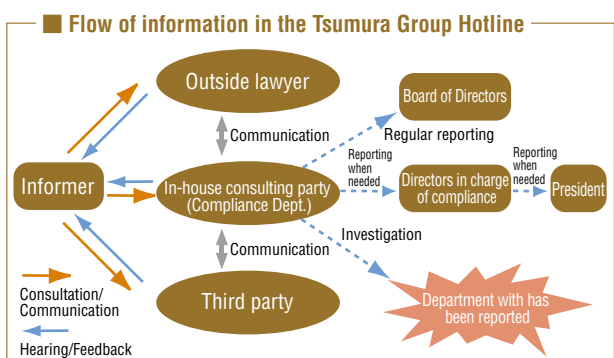 Flow of information in the Tsumura Group Hotline
Outside lawyer
Board of Directors
Communication
Regular reporting
Informer
In-house consulting party
(Compliance Dept.)
Reporting
when
needed
Directors in charge
of compliance
Reporting
when
needed
President
Communication
Investigation
Third party
Department with has
been reported
Consultation/
Communication
Hearing/Feedback